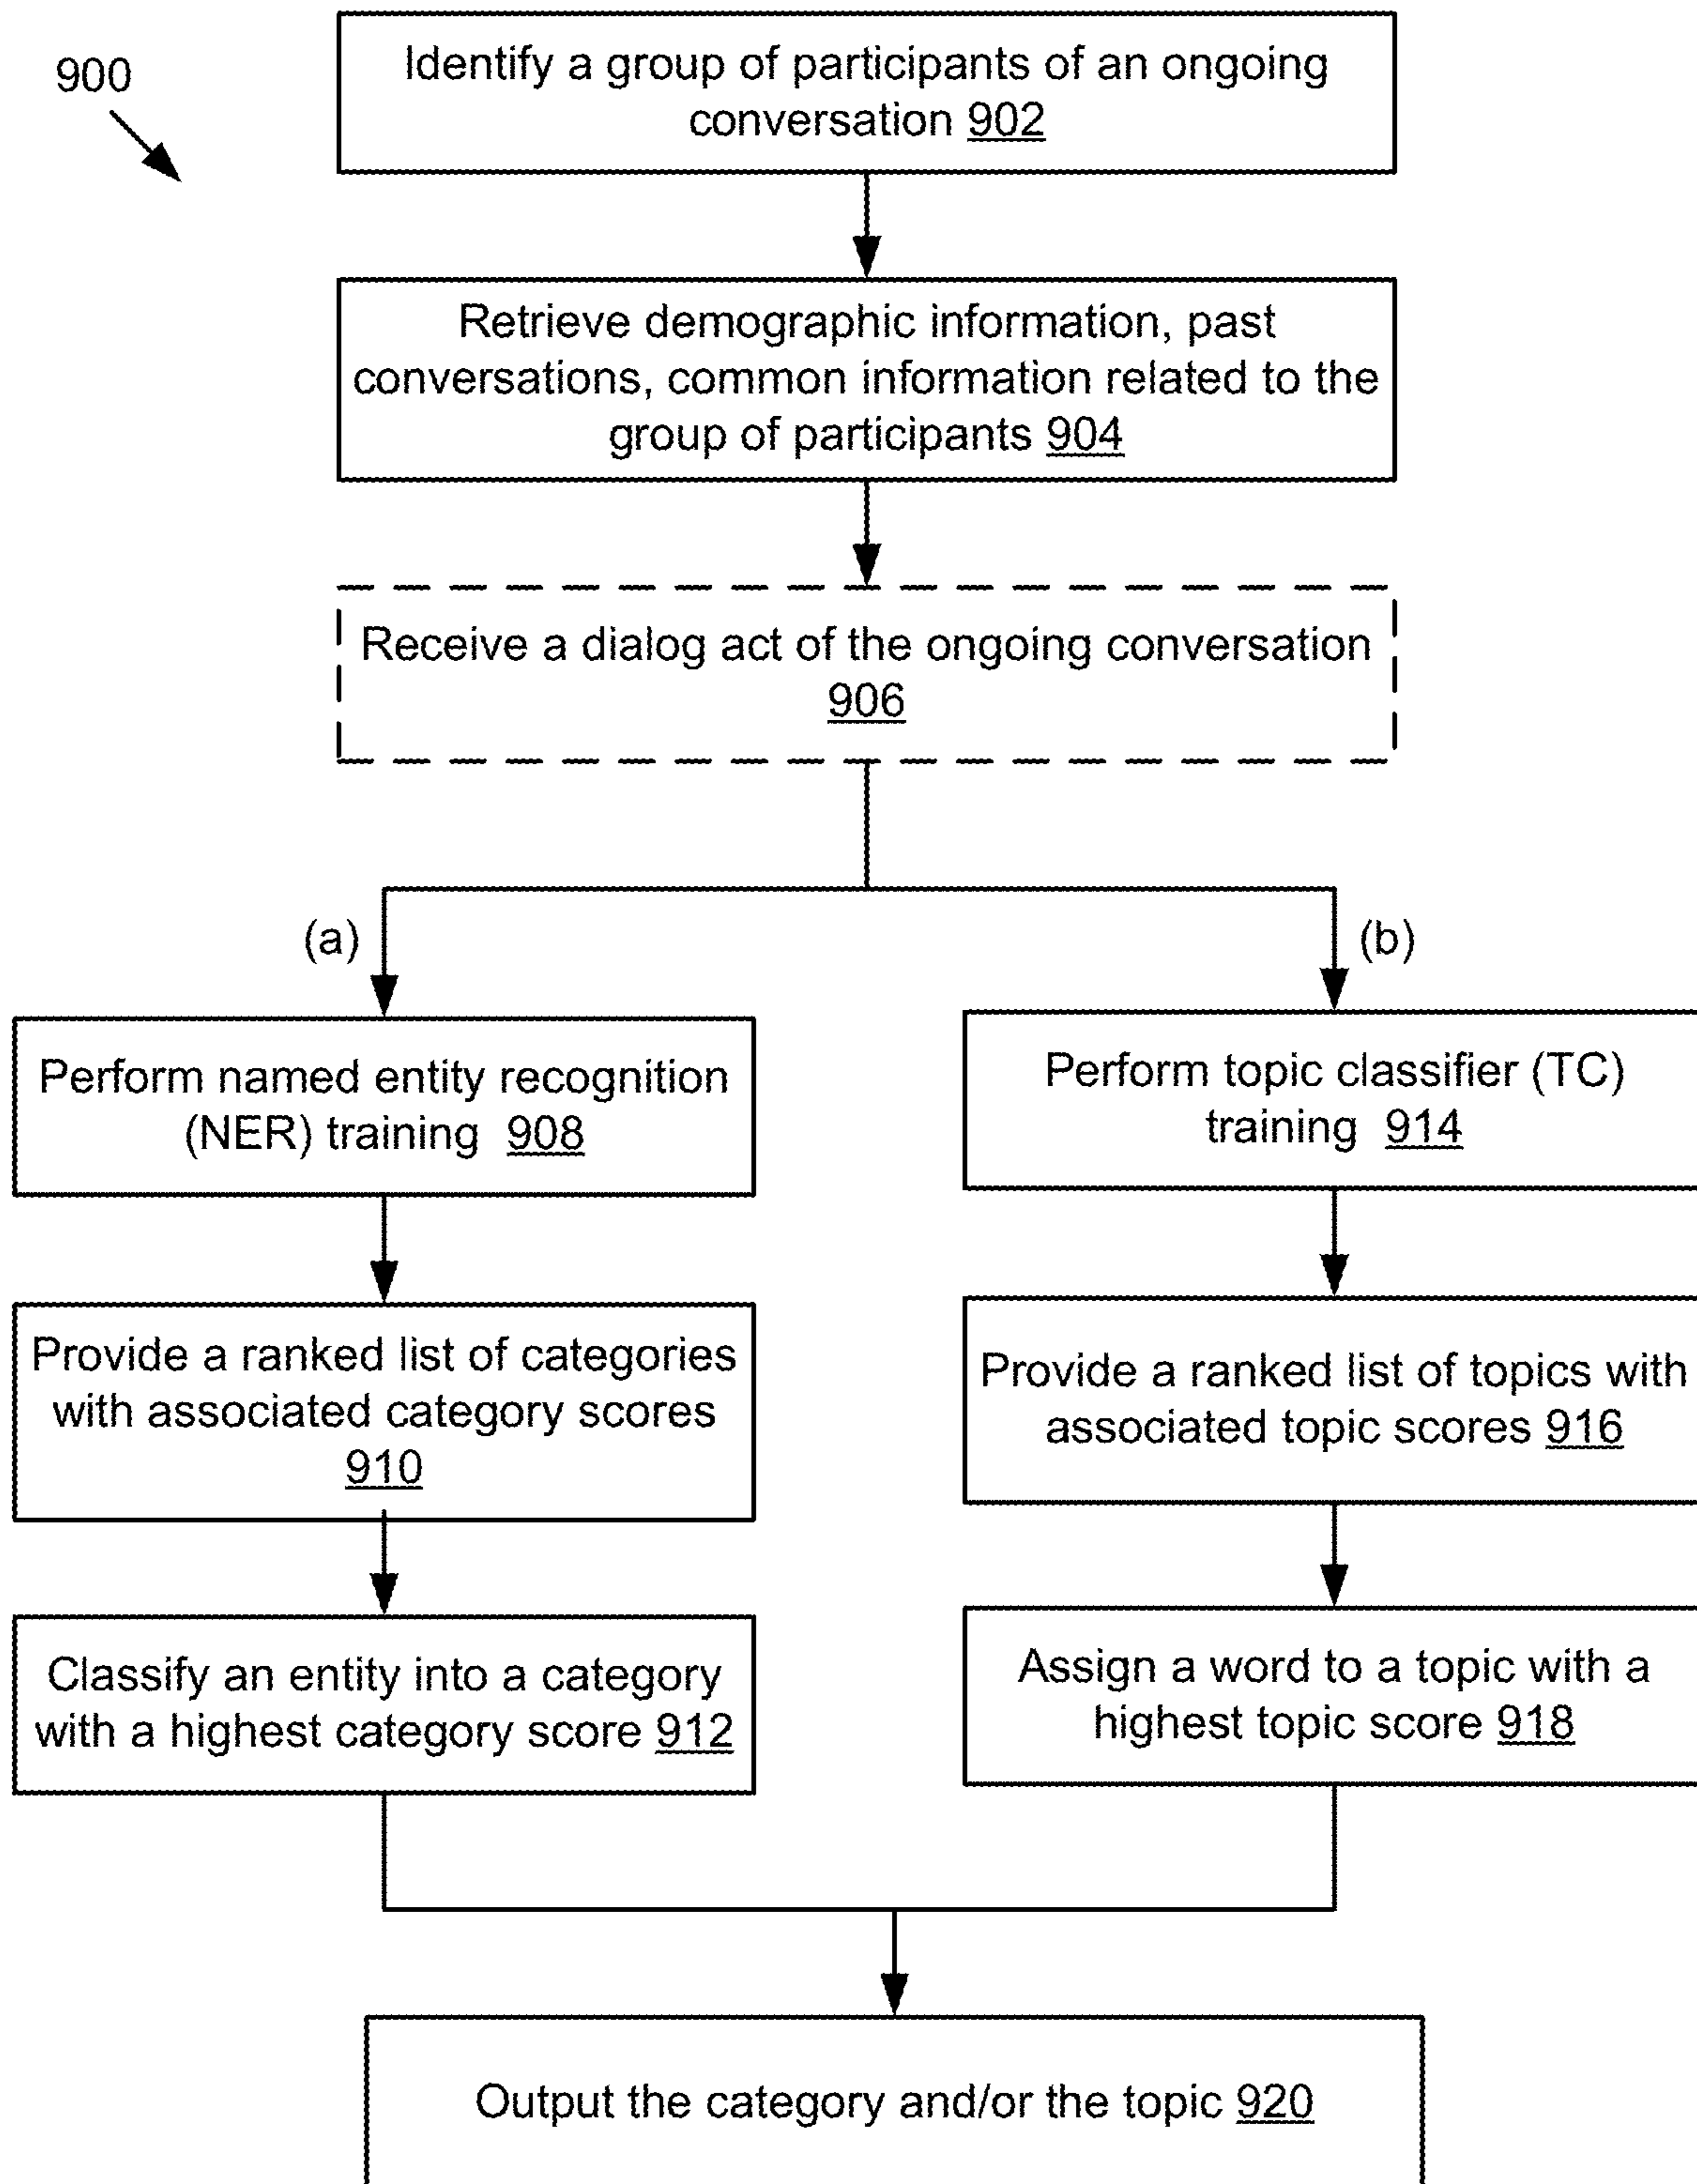 900
Identify a group of participants of an ongoing
conversation 902
Retrieve demographic information, past
conversations, common information related to the
group of participants 904
Receive a dialog act of the ongoing conversation
906
(a)
(b)
Perform named entity recognition
(NER) training 908
Perform topic classifier (TC)
training 914
Provide a ranked list of categories
with associated category scores
910
Provide a ranked list of topics with
associated topic scores 916
Classify an entity into a category
with a highest category score 912
Assign a word to a topic with a
highest topic score 918
Output the category and/or the topic 920